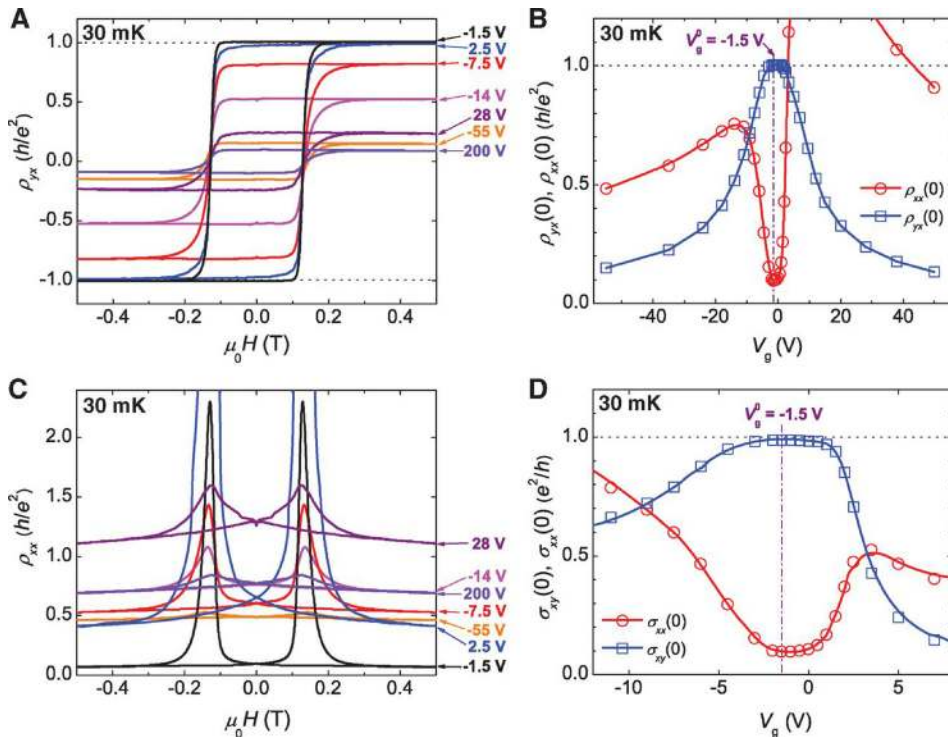 A
30 mK
1.0
0.5
0.0
-0.5
-1.0
ρyx (h/e²)
-0.4 -0.2 0.0 0.2 0.4
μ₀H (T)
-1.5 V
2.5 V
-7.5 V
-14 V
28 V
-55 V
200 V
B
30 mK
V⁰g = -1.5 V
1.0
0.5
0.0
ρyx(0), ρxx(0) (h/e²)
ρxx(0)
ρyx(0)
-40 -20 0 20 40
Vg (V)
C
30 mK
2.0
1.5
1.0
0.5
0.0
ρxx (h/e²)
-0.4 -0.2 0.0 0.2 0.4
μ₀H (T)
28 V
-14 V
200 V
-7.5 V
-55 V
2.5 V
-1.5 V
D
30 mK
V⁰g = -1.5 V
1.0
0.5
0.0
σxy(0), σxx(0) (e²/h)
σxx(0)
σxy(0)
-10 -5 0 5
Vg (V)